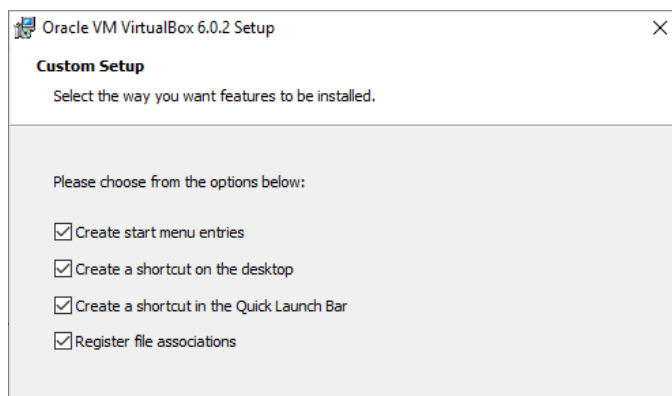 Oracle VM VirtualBox 6.0.2 Setup
Custom Setup
Select the way you want features to be installed.
Please choose from the options below:
Create start menu entries
Create a shortcut on the desktop
Create a shortcut in the Quick Launch Bar
Register file associations